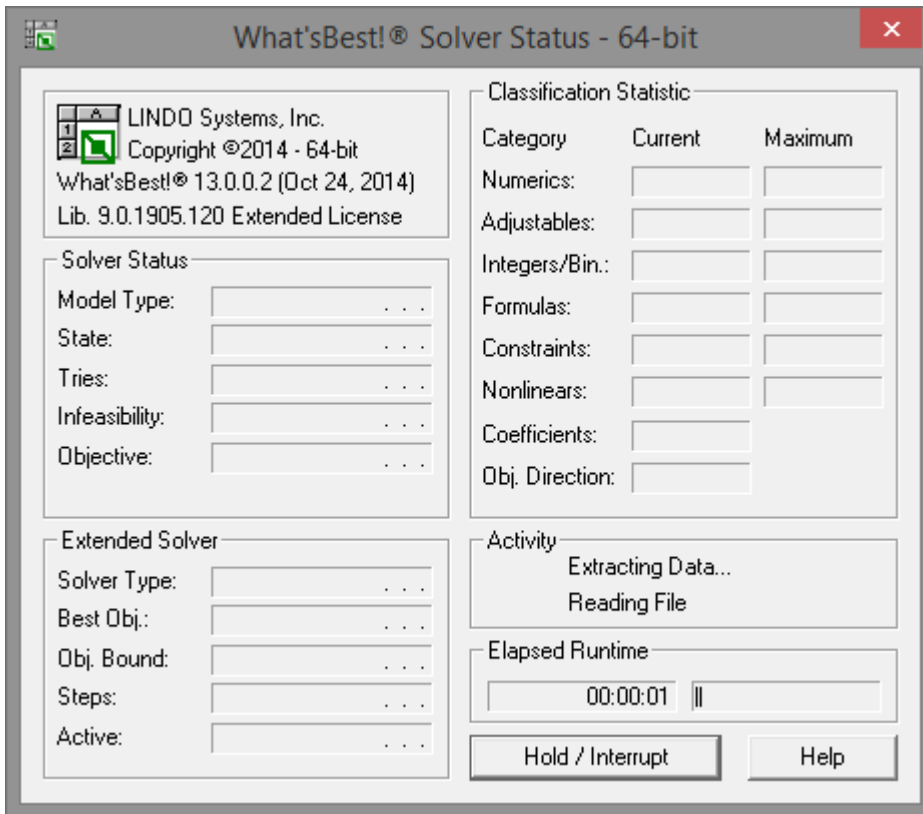 What'sBest!® Solver Status - 64-bit
LINDO Systems, Inc.
Copyright ©2014 - 64-bit
What'sBest!® 13.0.0.2 (Oct 24, 2014)
Lib. 9.0.1905.120 Extended License
Solver Status
Model Type: . . .
State: . . .
Tries: . . .
Infeasibility: . . .
Objective: . . .
Extended Solver
Solver Type: . . .
Best Obj.: . . .
Obj. Bound: . . .
Steps: . . .
Active: . . .
Classification Statistic
Category Current Maximum
Numerics:
Adjustables:
Integers/Bin.:
Formulas:
Constraints:
Nonlinears:
Coefficients:
Obj. Direction:
Activity
Extracting Data...
Reading File
Elapsed Runtime
00:00:01 ||
Hold / Interrupt Help